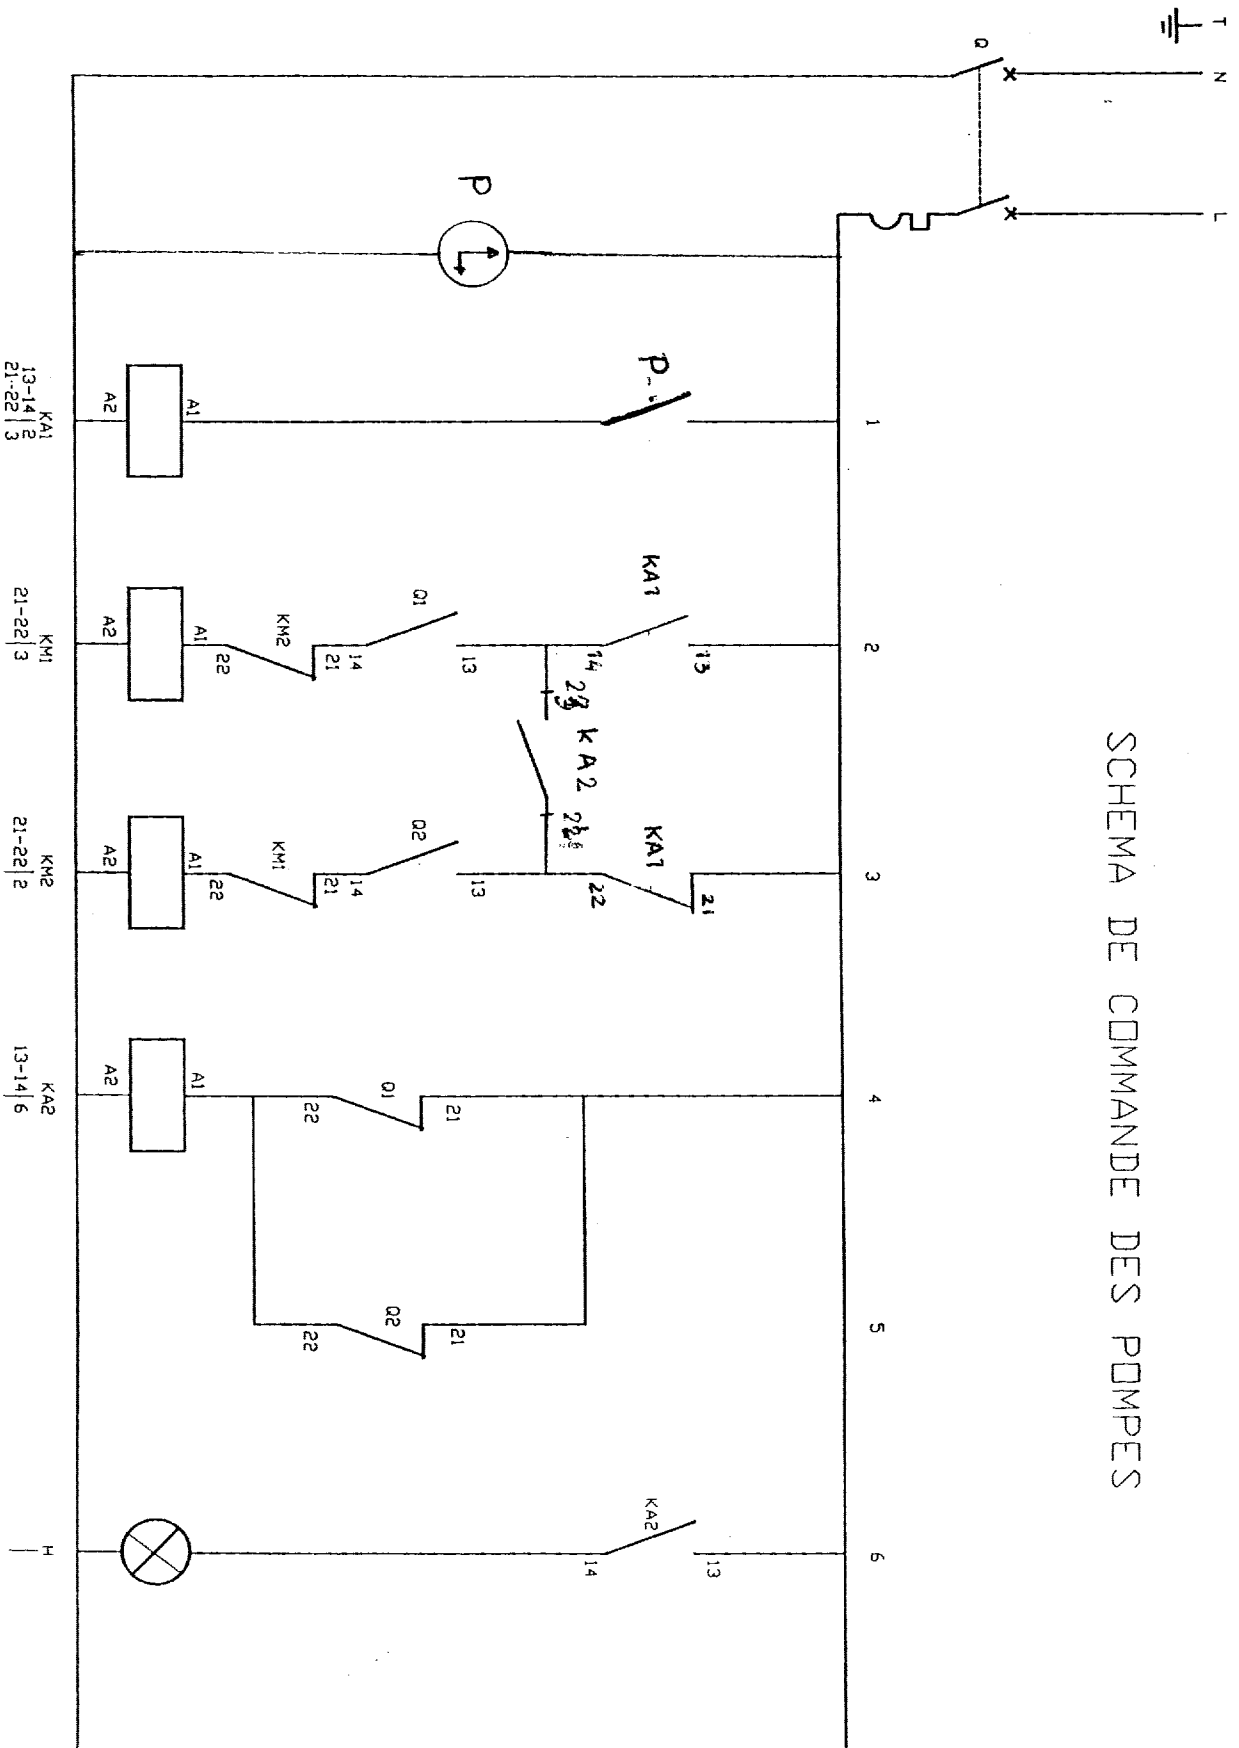 SCHEMA DE COMMANDE DES POMPES
T
N
L
Q
1
2
3
4
5
6
P
P
KA1
13
14
KA1
21
22
KA2
KA2
13
14
Q1
13
14
Q2
13
14
Q1
21
22
Q2
21
22
KM2
21
22
KM1
21
22
A1
A2
A1
A2
A1
A2
A1
A2
KA1
13-14 | 2
21-22 | 3
KM1
21-22 | 3
KM2
21-22 | 2
KA2
13-14 | 6
H